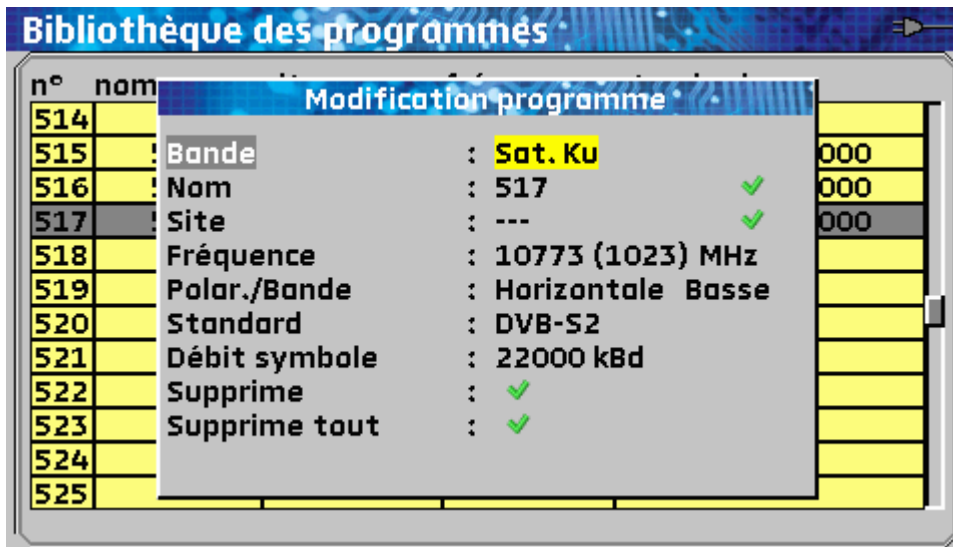 Bibliothèque des programmes
n° nom
Modification programme
514
515
516
517
518
519
520
521
522
523
524
525
Bande : Sat. Ku
Nom : 517
Site : ---
Fréquence : 10773 (1023) MHz
Polar./Bande : Horizontale Basse
Standard : DVB-S2
Débit symbole : 22000 kBd
Supprime :
Supprime tout :
000
000
000